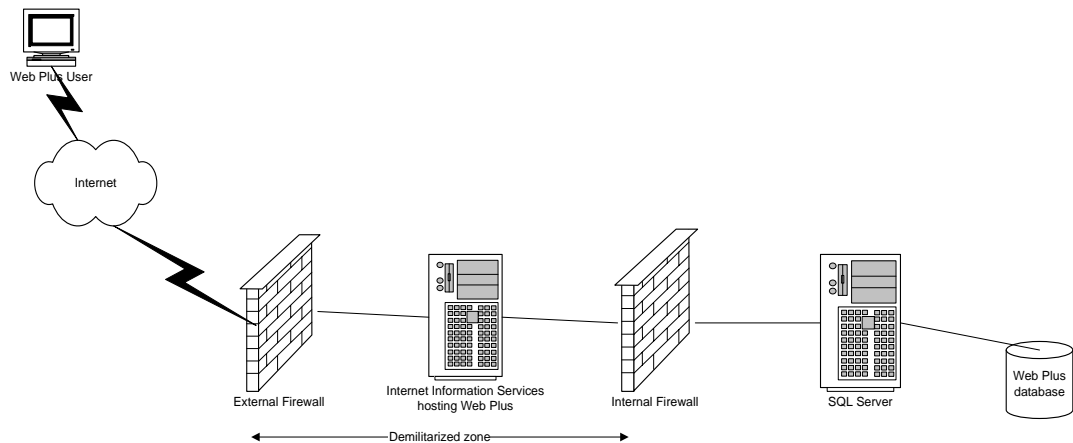 Web Plus User
Internet
External Firewall
Internet Information Services
hosting Web Plus
Internal Firewall
SQL Server
Web Plus
database
Demilitarized zone